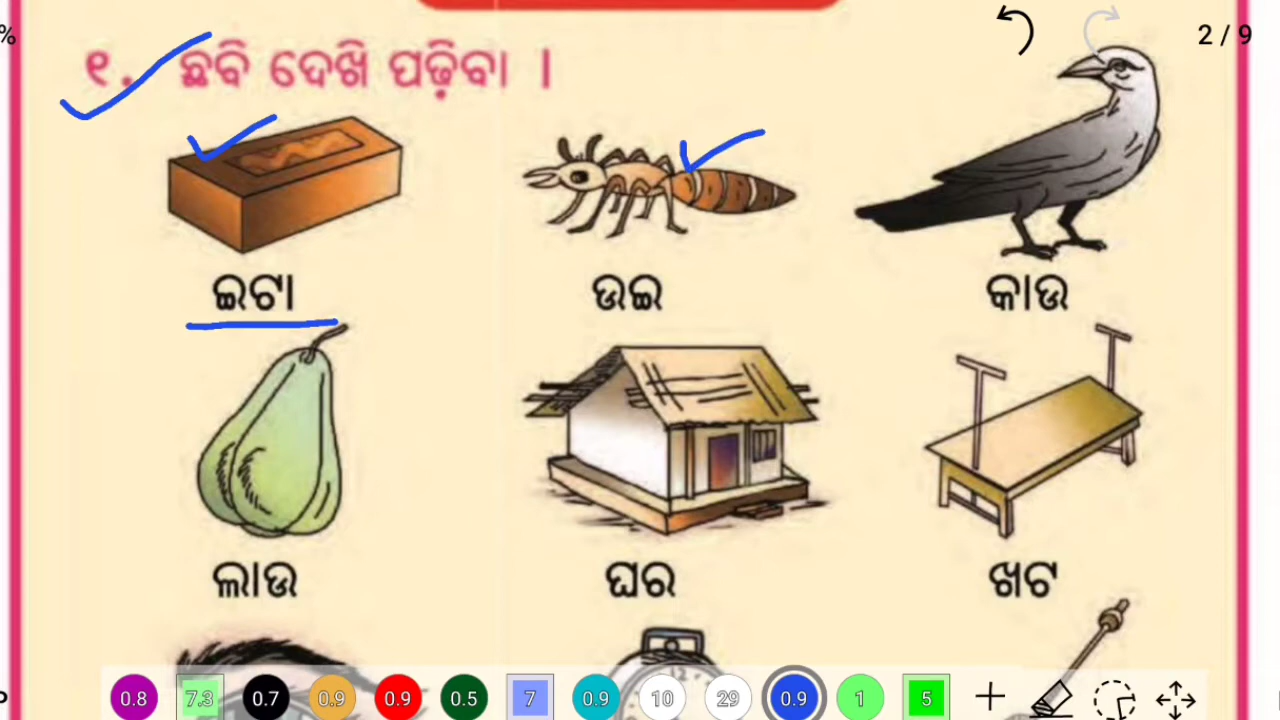 ୧. ଛବି ଦେଖି ପଢ଼ିବା ।
2 / 9
ଇଟା ଉଇ କାଉ
ଲାଉ ଘର ଖଟ
0.8 7.3 0.7 0.9 0.9 0.5 7 0.9 10 29 0.9 1 5